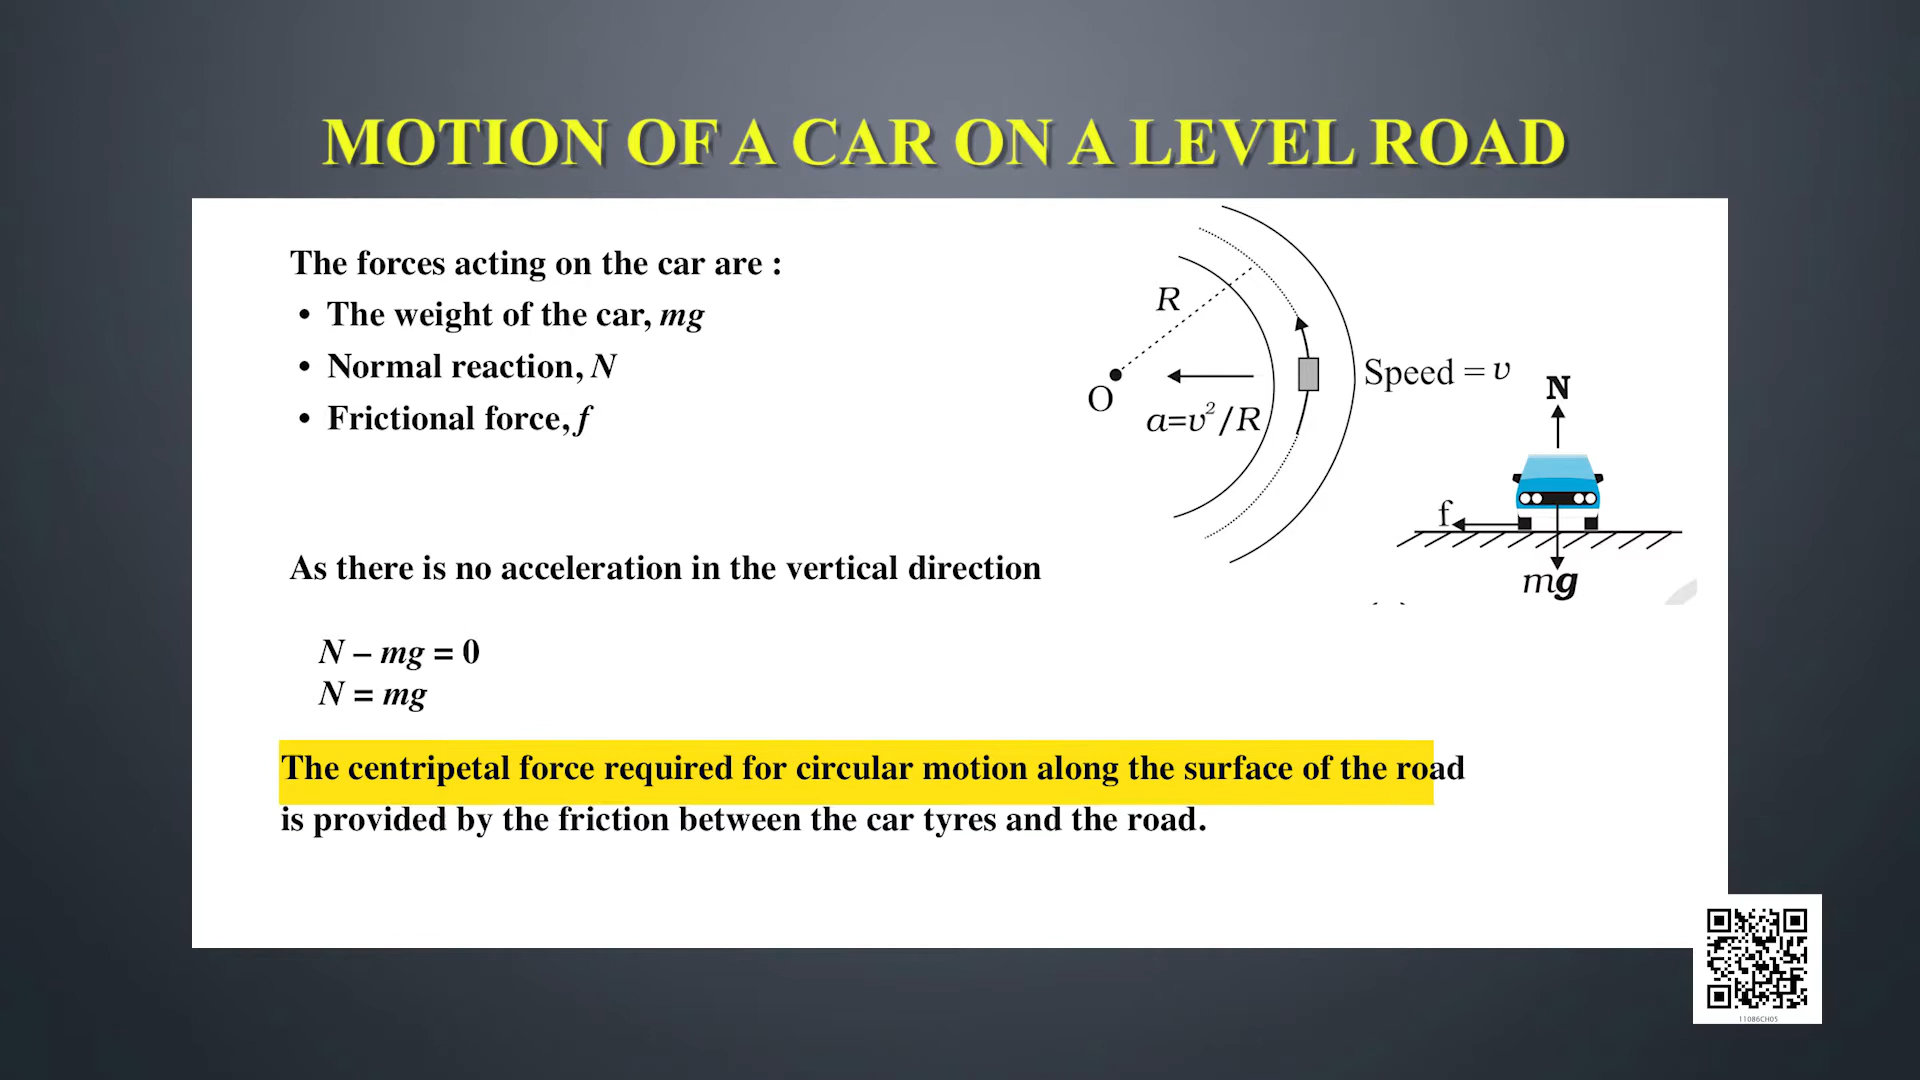 MOTION OF A CAR ON A LEVEL ROAD
The forces acting on the car are :
• The weight of the car, mg
• Normal reaction, N
• Frictional force, f
R
O
a=v²/R
Speed = v
N
f
mg
As there is no acceleration in the vertical direction
N – mg = 0
N = mg
The centripetal force required for circular motion along the surface of the road
is provided by the friction between the car tyres and the road.
11086CH05